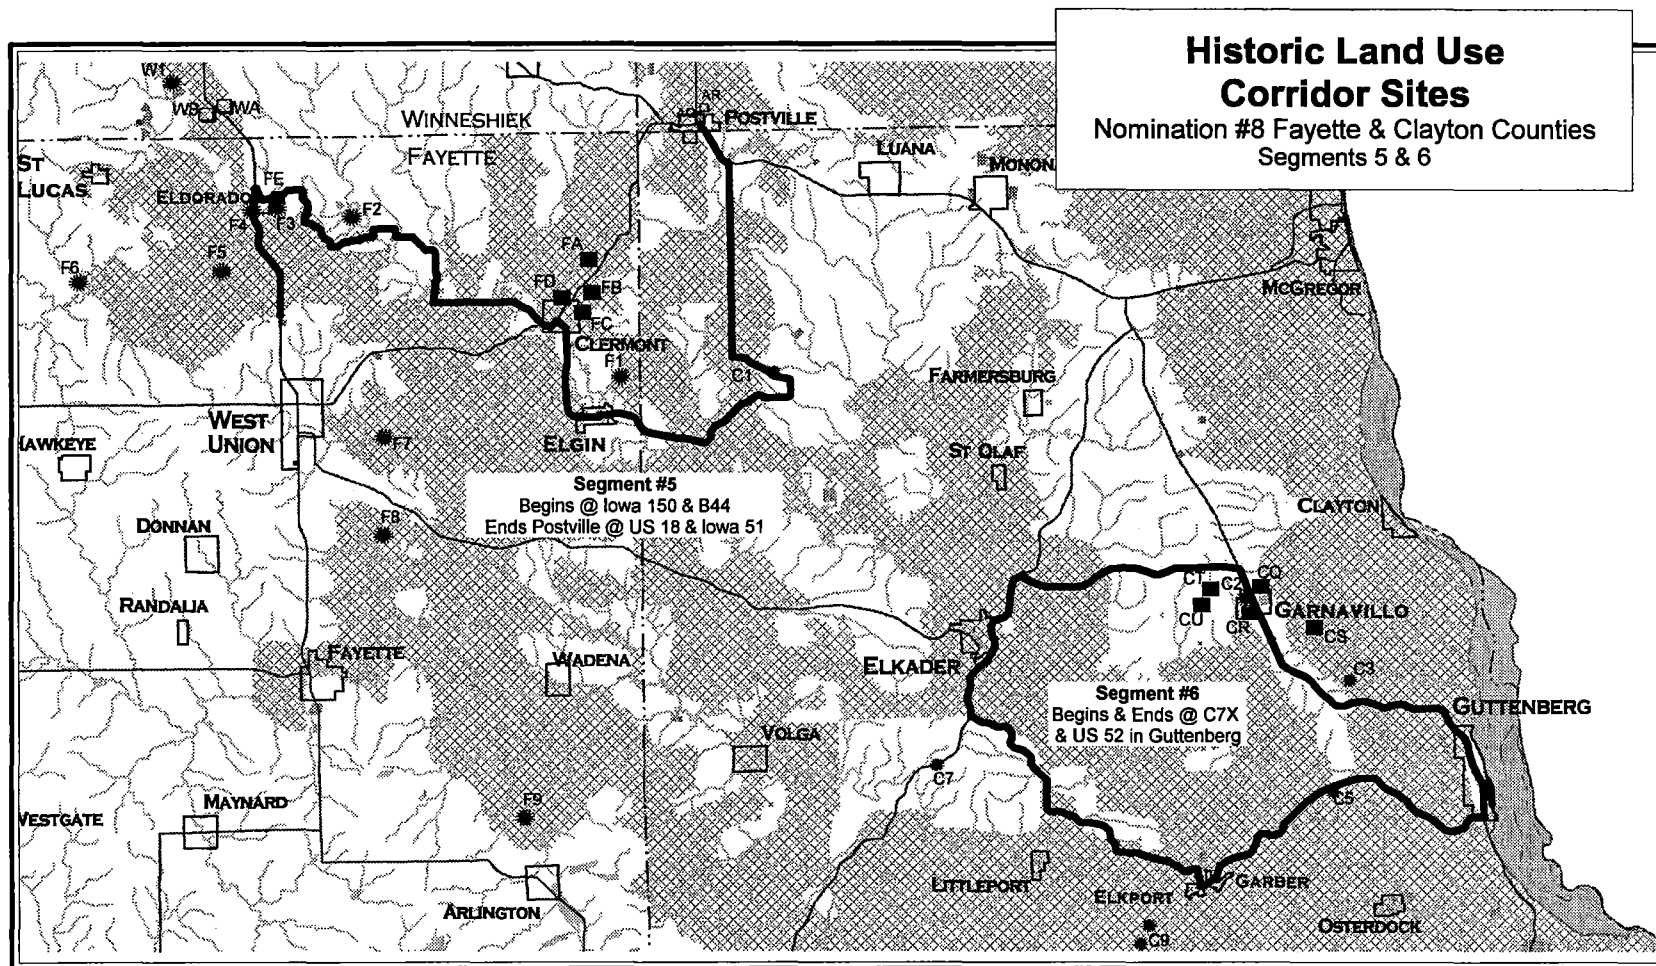 Historic Land Use
Corridor Sites
Nomination #8 Fayette & Clayton Counties
Segments 5 & 6
W1
WB
WA
WINNESHIEK
FAYETTE
AR
POSTVILLE
LUANA
MONON
ST
LUCAS
ELDORADO
FE
F4
F3
F2
F5
F6
FA
FD
FB
FC
CLERMONT
F1
C1
MCGREGOR
FARMERSBURG
WEST
UNION
HAWKEYE
F7
ELGIN
ST OLAF
Segment #5
Begins @ Iowa 150 & B44
Ends Postville @ US 18 & Iowa 51
CLAYTON
DONNAN
F8
RANDALIA
CT
C2
CQ
CU
CR
GARNAVILLO
CS
FAYETTE
WADENA
ELKADER
C3
Segment #6
Begins & Ends @ C7X
& US 52 in Guttenberg
GUTTENBERG
VOLGA
C7
C5
MAYNARD
WESTGATE
F9
LITTLEPORT
ELKPORT
GARBER
ARLINGTON
OSTERDOCK
C9